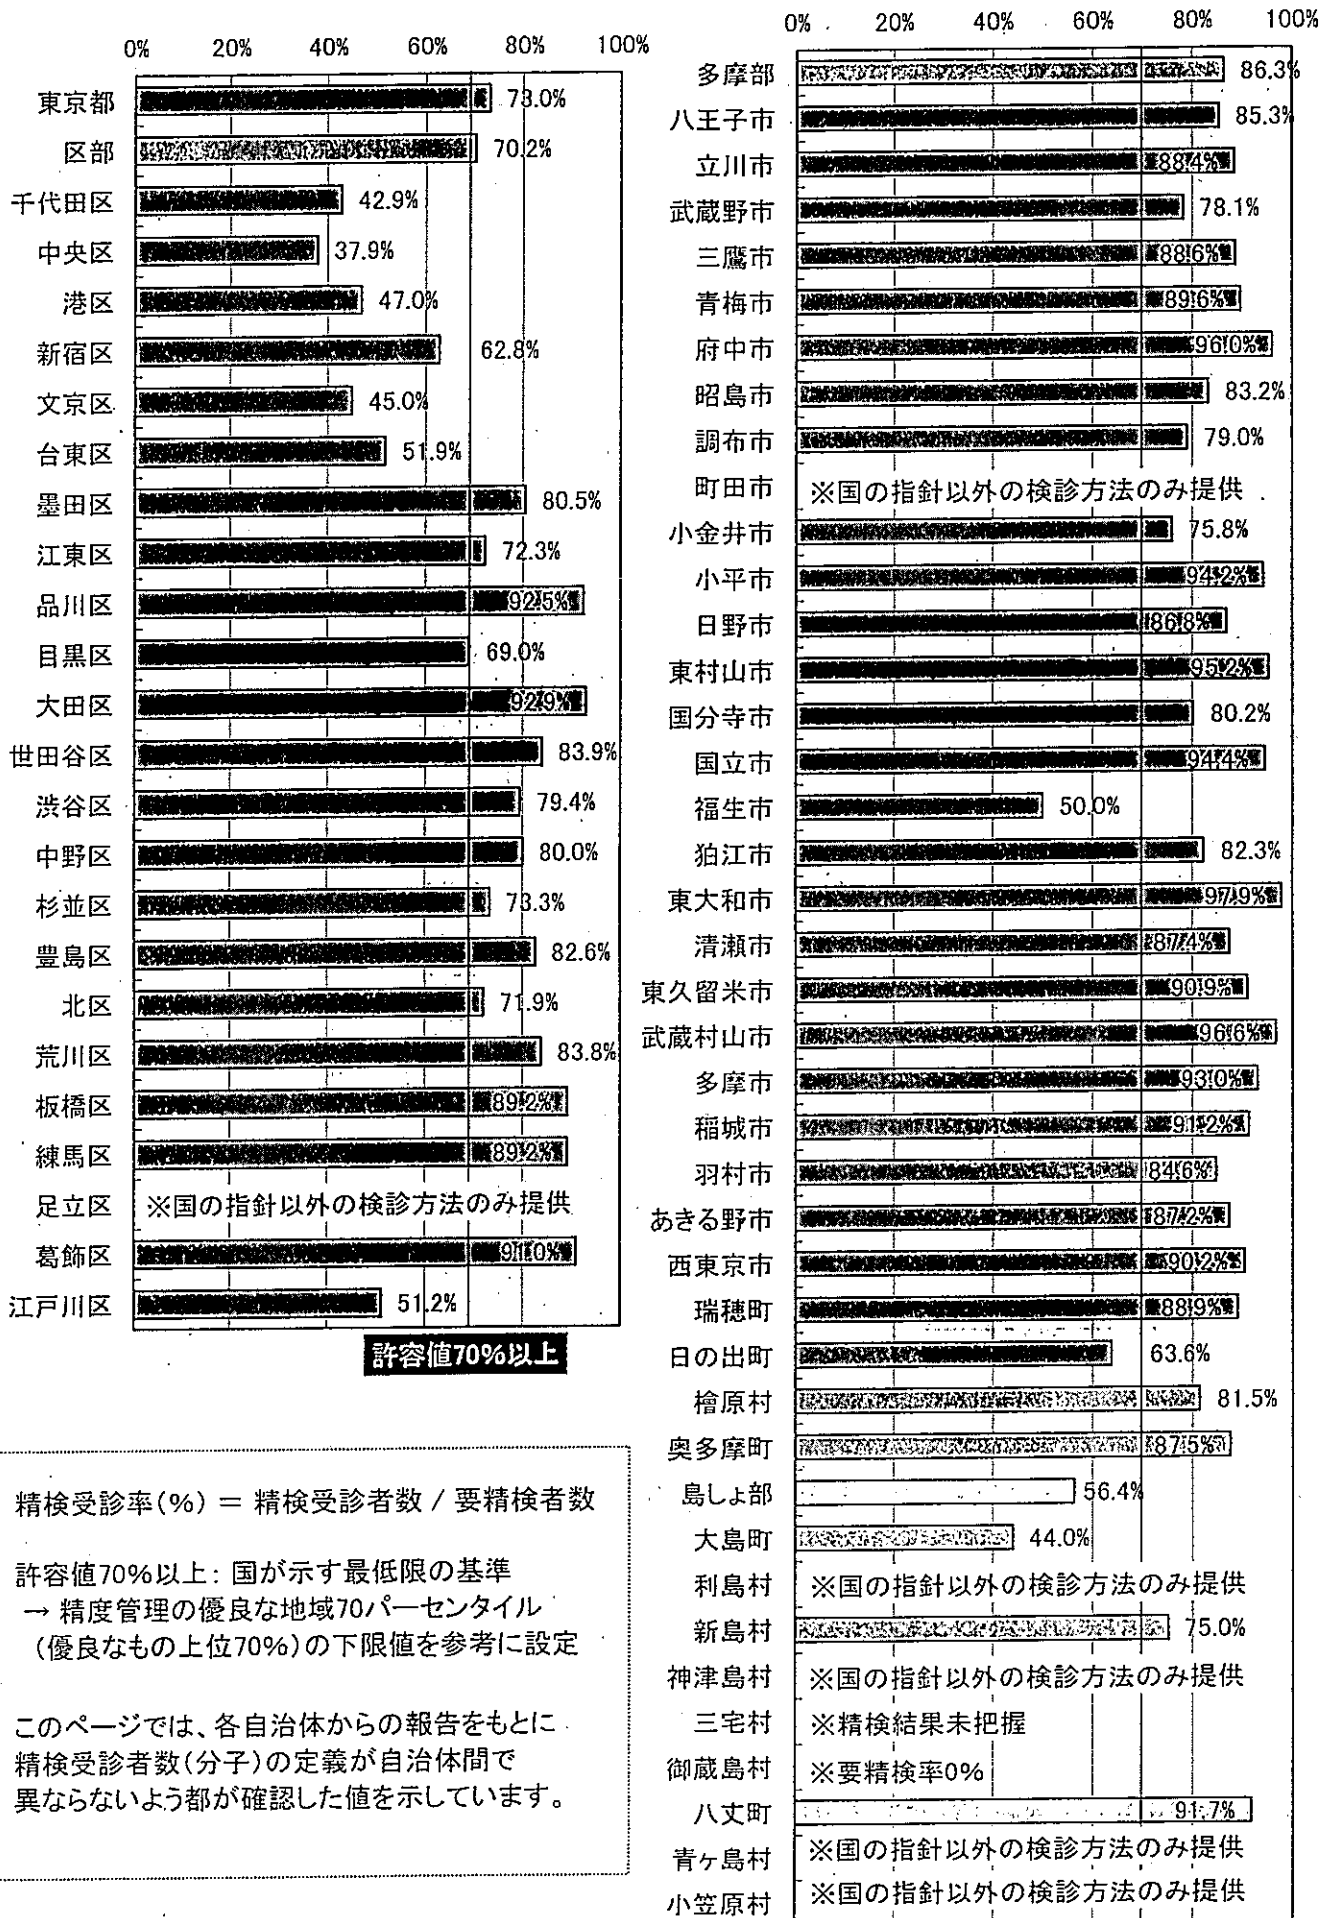 0% 20% 40% 60% 80% 100%
東京都 73.0%
区部 70.2%
千代田区 42.9%
中央区 37.9%
港区 47.0%
新宿区 62.8%
文京区 45.0%
台東区 51.9%
墨田区 80.5%
江東区 72.3%
品川区 92.5%
目黒区 69.0%
大田区 92.9%
世田谷区 83.9%
渋谷区 79.4%
中野区 80.0%
杉並区 73.3%
豊島区 82.6%
北区 71.9%
荒川区 83.8%
板橋区 89.2%
練馬区 89.2%
足立区 ※国の指針以外の検診方法のみ提供
葛飾区 91.0%
江戸川区 51.2%
許容値70%以上
精検受診率(%) = 精検受診者数 / 要精検者数
許容値70%以上: 国が示す最低限の基準
→ 精度管理の優良な地域70パーセンタイル
(優良なもの上位70%)の下限値を参考に設定
このページでは、各自治体からの報告をもとに
精検受診者数(分子)の定義が自治体間で
異ならないよう都が確認した値を示しています。
0% 20% 40% 60% 80% 100%
多摩部 86.3%
八王子市 85.3%
立川市 88.4%
武蔵野市 78.1%
三鷹市 88.6%
青梅市 89.6%
府中市 96.0%
昭島市 83.2%
調布市 79.0%
町田市 ※国の指針以外の検診方法のみ提供
小金井市 75.8%
小平市 94.2%
日野市 86.8%
東村山市 95.2%
国分寺市 80.2%
国立市 94.4%
福生市 50.0%
狛江市 82.3%
東大和市 97.9%
清瀬市 87.4%
東久留米市 90.9%
武蔵村山市 96.6%
多摩市 93.0%
稲城市 91.2%
羽村市 84.6%
あきる野市 87.2%
西東京市 90.2%
瑞穂町 88.9%
日の出町 63.6%
檜原村 81.5%
奥多摩町 87.5%
島しょ部 56.4%
大島町 44.0%
利島村 ※国の指針以外の検診方法のみ提供
新島村 75.0%
神津島村 ※国の指針以外の検診方法のみ提供
三宅村 ※精検結果未把握
御蔵島村 ※要精検率0%
八丈町 91.7%
青ヶ島村 ※国の指針以外の検診方法のみ提供
小笠原村 ※国の指針以外の検診方法のみ提供